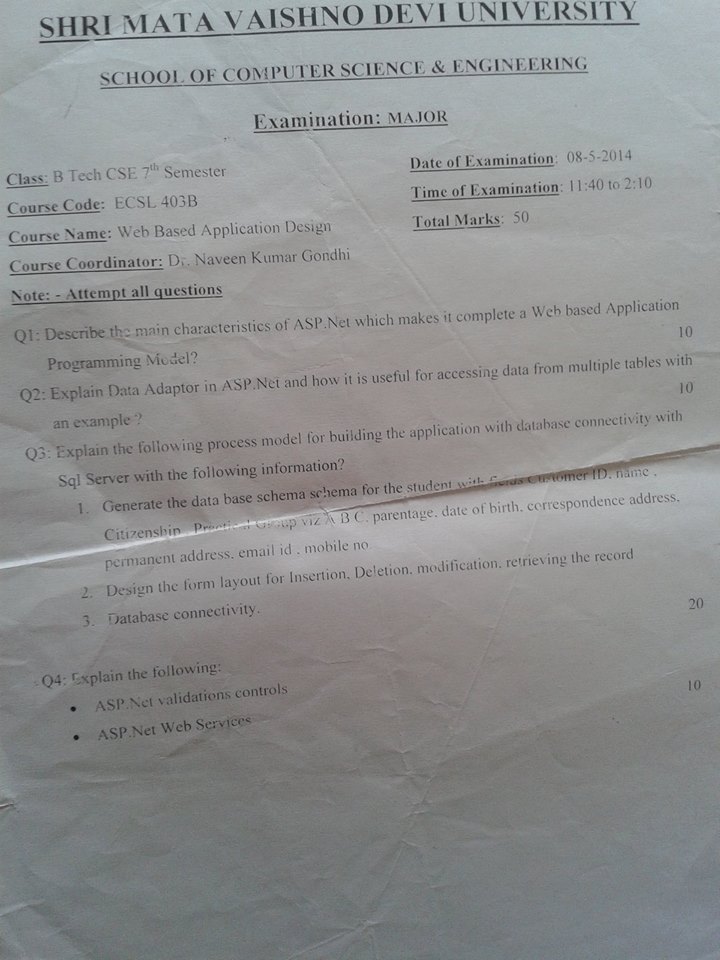 SHRI MATA VAISHNO DEVI UNIVERSITY
SCHOOL OF COMPUTER SCIENCE & ENGINEERING
Examination: MAJOR
Class: B Tech CSE 7th Semester
Date of Examination: 08-5-2014
Course Code: ECSL 403B
Time of Examination: 11:40 to 2:10
Course Name: Web Based Application Design
Total Marks: 50
Course Coordinator: Dr. Naveen Kumar Gondhi
Note: - Attempt all questions
Q1: Describe the main characteristics of ASP.Net which makes it complete a Web based Application
Programming Model? 10
Q2: Explain Data Adaptor in ASP.Net and how it is useful for accessing data from multiple tables with
an example ? 10
Q3: Explain the following process model for building the application with database connectivity with
Sql Server with the following information?
1. Generate the data base schema schema for the student with fields Customer ID, name ,
Citizenship , Practical Group viz A B C, parentage, date of birth, correspondence address,
permanent address, email id , mobile no
2. Design the form layout for Insertion, Deletion, modification, retrieving the record
3. Database connectivity.
20
Q4: Explain the following:
• ASP.Net validations controls 10
• ASP.Net Web Services